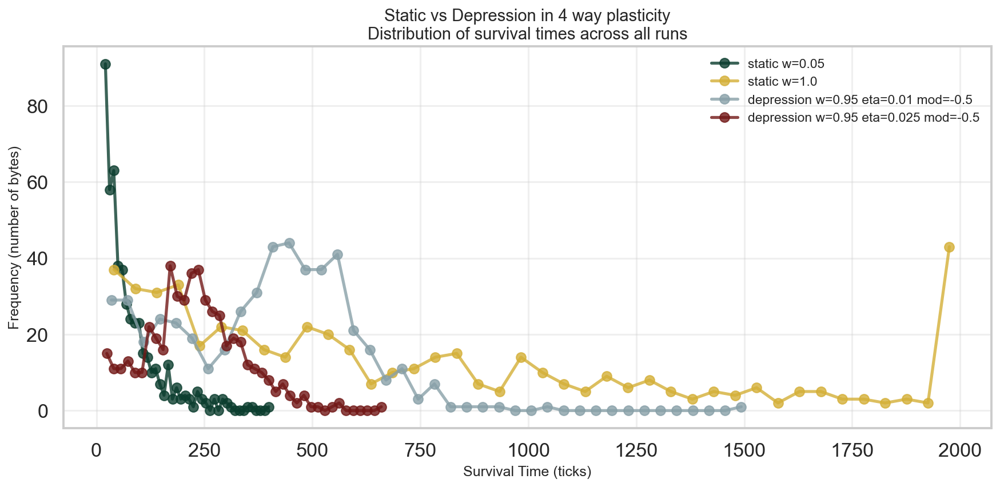 Static vs Depression in 4 way plasticity
Distribution of survival times across all runs
static w=0.05
static w=1.0
depression w=0.95 eta=0.01 mod=-0.5
depression w=0.95 eta=0.025 mod=-0.5
Frequency (number of bytes)
80
60
40
20
0
0 250 500 750 1000 1250 1500 1750 2000
Survival Time (ticks)